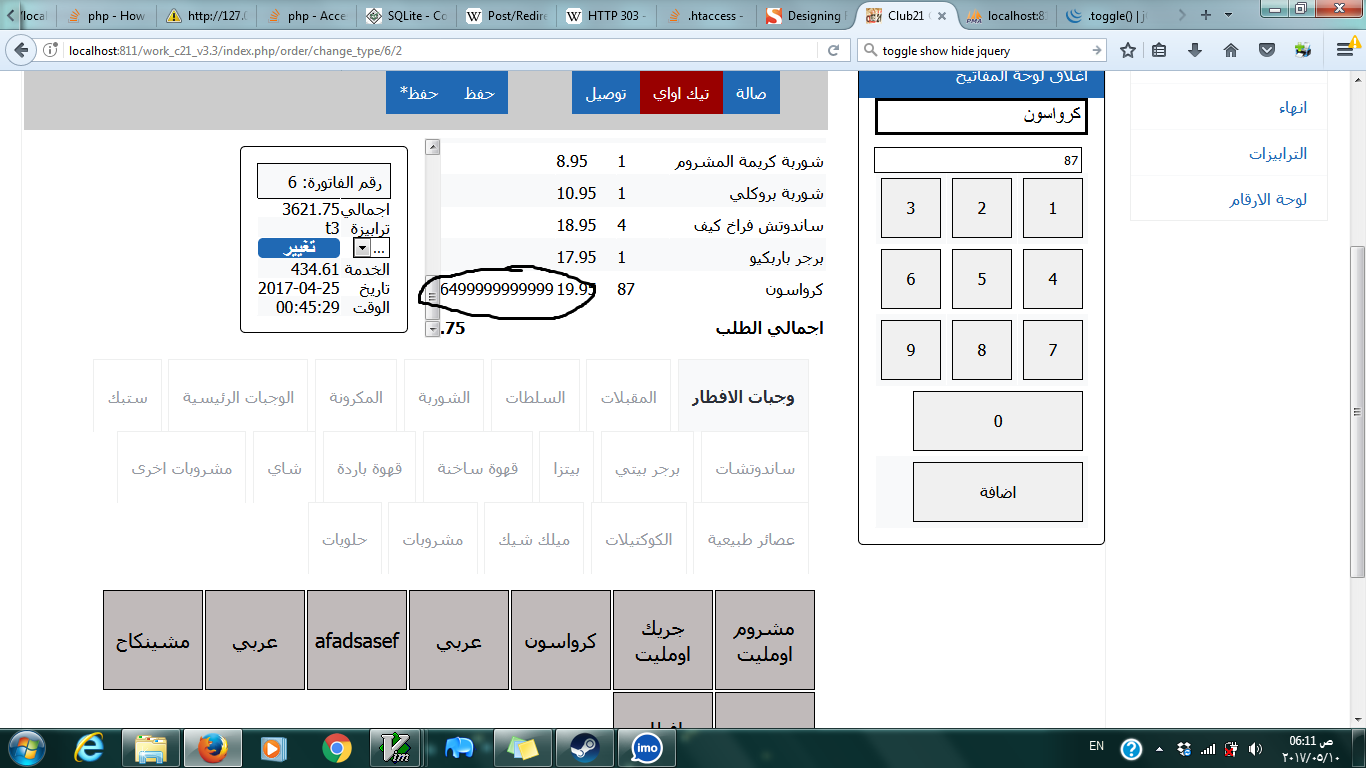 /local
php - How
http://127.0
php - Acce
SQLite - Co
Post/Redire
HTTP 303 -
.htaccess -
Designing
Club21
localhost:8
.toggle() | j
localhost:811/work_c21_v3.3/index.php/order/change_type/6/2
toggle show hide jquery
صالة
تيك اواي
توصيل
حفظ
حفظ*
اغلاق لوحة المفاتيح
كرواسون
87
1 2 3
4 5 6
7 8 9
0
اضافة
انهاء
الترابيزات
لوحة الارقام
شوربة كريمة المشروم 1 8.95
شوربة بروكلي 1 10.95
ساندوتش فراخ كيف 4 18.95
برجر باربكيو 1 17.95
كرواسون 87 19.95 6499999999999
اجمالي الطلب .75
رقم الفاتورة: 6
اجمالي 3621.75
ترابيزة t3
... تغيير
الخدمة 434.61
تاريخ 2017-04-25
الوقت 00:45:29
وجبات الافطار
المقبلات
السلطات
الشوربة
المكرونة
الوجبات الرئيسية
ستبك
ساندوتشات
برجر بيتي
بيتزا
قهوة ساخنة
قهوة باردة
شاي
مشروبات اخرى
عصائر طبيعية
الكوكتيلات
ميلك شيك
مشروبات
حلويات
مشروم اومليت
جريك اومليت
كرواسون
عربي
afadsasef
عربي
مشينكاح
imo
EN
06:11 ص
٢٠١٧/٠٥/١٠